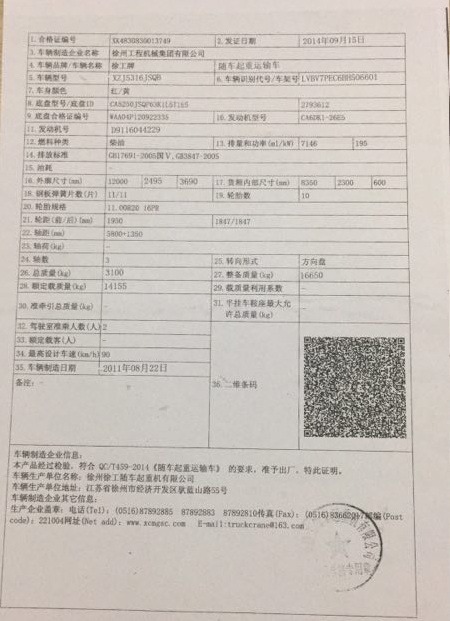 1.合格证编号 XK4830830013749 2.发证日期 2014年09月15日
3.车辆制造企业名称 徐州工程机械集团有限公司
4.车辆品牌/车辆名称 徐工牌 随车起重运输车
5.车辆型号 XZJ5316JSQB 6.车辆识别代号/车架号 LVBV7PEC6BH506601
7.车身颜色 红/黄
8.底盘型号/底盘ID CA5250JSQP63K1L5T1E5 2793612
9.底盘合格证编号 WAA04P120922335 10.发动机型号 CA6DK1-26E5
11.发动机号 D9116044229
12.燃料种类 柴油 13.排量和功率(ml/kW) 7146 195
14.排放标准 GB17691-2005国Ⅴ,GB3847-2005
15.油耗
16.外廓尺寸(mm) 12000 2495 3690 17.货厢内部尺寸(mm) 8350 2300 600
18.钢板弹簧片数(片) 11/11 19.轮胎数 10
20.轮胎规格 11.00R20 16PR
21.轮距(前/后)(mm) 1950 1847/1847
22.轴距(mm) 5800+1350
23.轴荷(kg) -
24.轴数 3 25.转向形式 方向盘
26.总质量(kg) 3100 27.整备质量(kg) 16650
28.额定载质量(kg) 14155 29.载质量利用系数 -
30.准牵引总质量(kg) - 31.半挂车鞍座最大允许总质量(kg) -
32.驾驶室准乘人数(人) 2
33.额定载客(人) -
34.最高设计车速(km/h) 90
35.车辆制造日期 2011年08月22日
备注: 36.二维条码
车辆制造企业信息:
本产品经过检验,符合 QC/T459-2014《随车起重运输车》 的要求,准予出厂,特此证明。
车辆生产单位名称:徐州徐工随车起重机有限公司
车辆生产单位地址:江苏省徐州市经济开发区驮蓝山路55号
车辆制造企业其它信息:
生产企业盖章: 电话(Tel):(0516)87892885 87892883 87892810传真(Fax):(0516)83662047邮编(Post
code):221004网址(Net add):www.xcmgsc.com E-mail:truckcrane@163.com